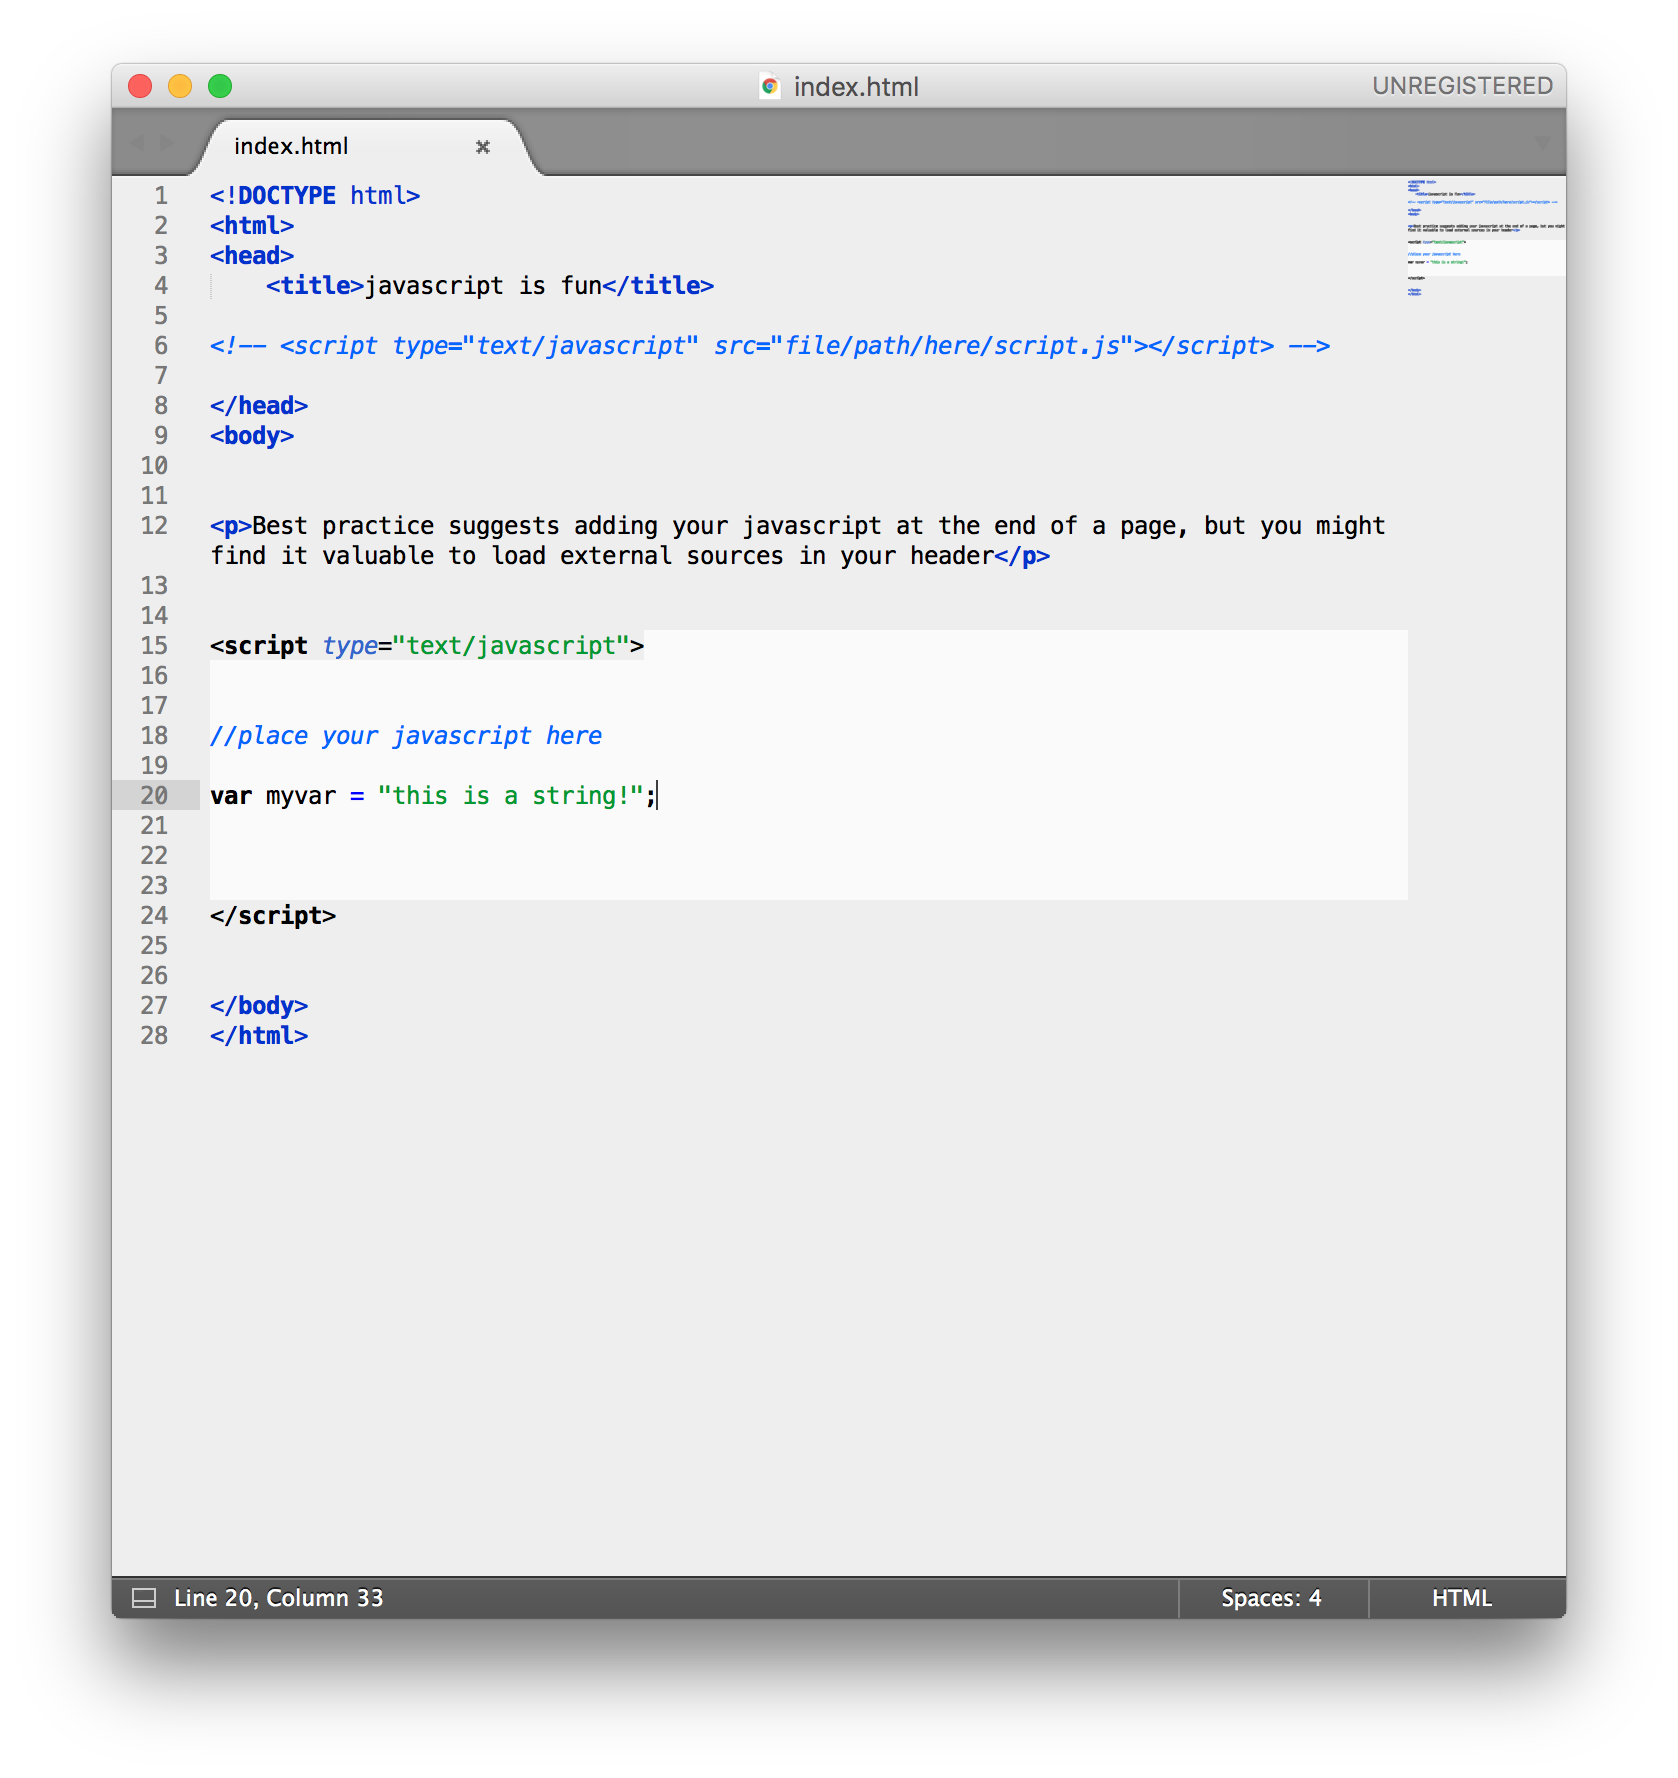 index.html
UNREGISTERED
index.html
1 <!DOCTYPE html>
2 <html>
3 <head>
4     <title>javascript is fun</title>
5
6 <!-- <script type="text/javascript" src="file/path/here/script.js"></script> -->
7
8 </head>
9 <body>
10
11
12 <p>Best practice suggests adding your javascript at the end of a page, but you might
find it valuable to load external sources in your header</p>
13
14
15 <script type="text/javascript">
16
17
18 //place your javascript here
19
20 var myvar = "this is a string!";
21
22
23
24 </script>
25
26
27 </body>
28 </html>
Line 20, Column 33
Spaces: 4
HTML